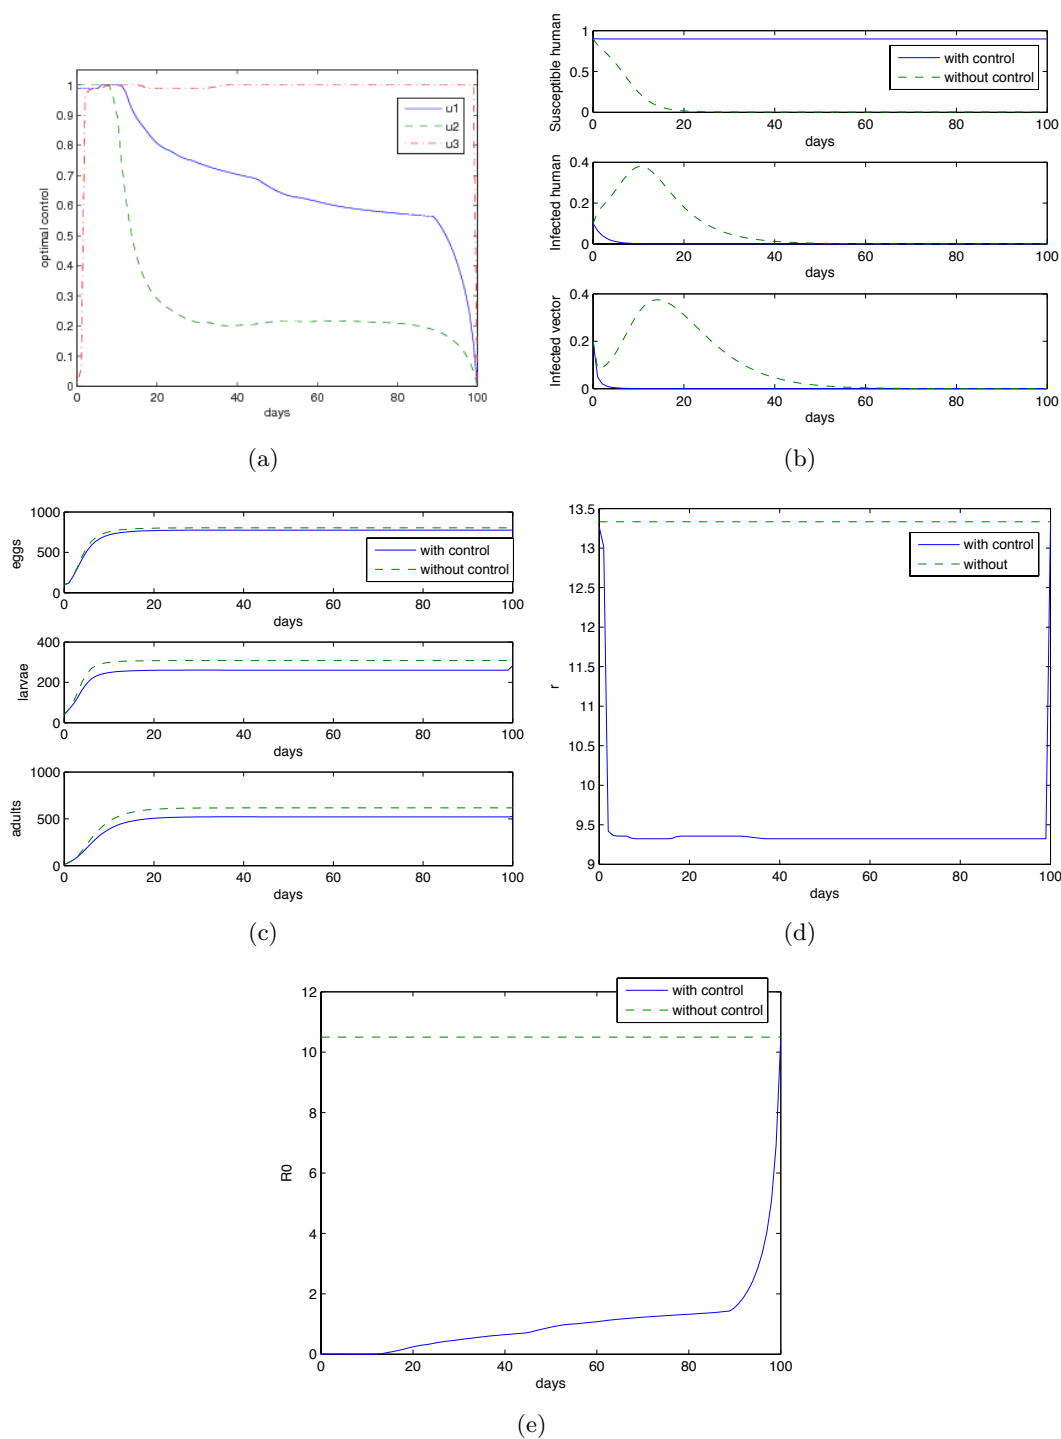 optimal control
1
0.9
0.8
0.7
0.6
0.5
0.4
0.3
0.2
0.1
0
0 20 40 60 80 100
days
u1
u2
u3
(a)
Susceptible human
1
0.5
0
0 20 40 60 80 100
days
with control
without control
Infected human
0.4
0.2
0
0 20 40 60 80 100
days
Infected vector
0.4
0.2
0
0 20 40 60 80 100
days
(b)
eggs
1000
500
0
0 20 40 60 80 100
days
with control
without control
larvae
400
200
0
0 20 40 60 80 100
days
adults
1000
500
0
0 20 40 60 80 100
days
(c)
r
13.5
13
12.5
12
11.5
11
10.5
10
9.5
9
0 20 40 60 80 100
days
with control
without
(d)
R0
12
10
8
6
4
2
0
0 20 40 60 80 100
days
with control
without control
(e)